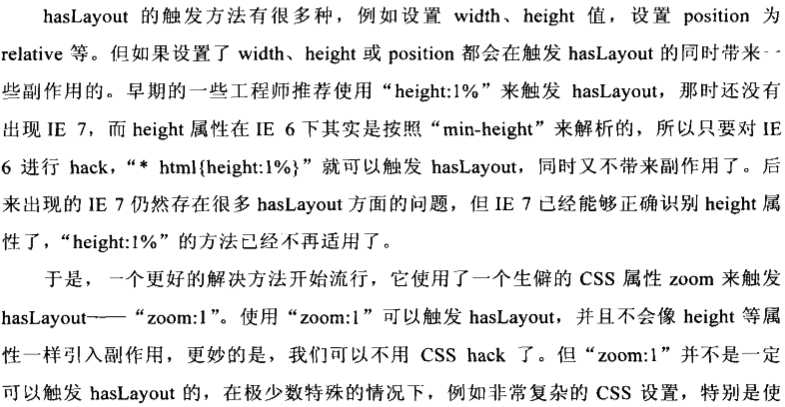 hasLayout 的触发方法有很多种，例如设置 width、height 值，设置 position 为
relative 等。但如果设置了 width、height 或 position 都会在触发 hasLayout 的同时带来一
些副作用的。早期的一些工程师推荐使用“height:1%”来触发 hasLayout，那时还没有
出现 IE 7，而 height 属性在 IE 6 下其实是按照“min-height”来解析的，所以只要对 IE
6 进行 hack，“* html{height:1%}”就可以触发 hasLayout，同时又不带来副作用了。后
来出现的 IE 7 仍然存在很多 hasLayout 方面的问题，但 IE 7 已经能够正确识别 height 属
性了，“height:1%”的方法已经不再适用了。
于是，一个更好的解决方法开始流行，它使用了一个生僻的 CSS 属性 zoom 来触发
hasLayout——“zoom:1”。使用“zoom:1”可以触发 hasLayout，并且不会像 height 等属
性一样引入副作用，更妙的是，我们可以不用 CSS hack 了。但“zoom:1”并不是一定
可以触发 hasLayout 的，在极少数特殊的情况下，例如非常复杂的 CSS 设置，特别是使